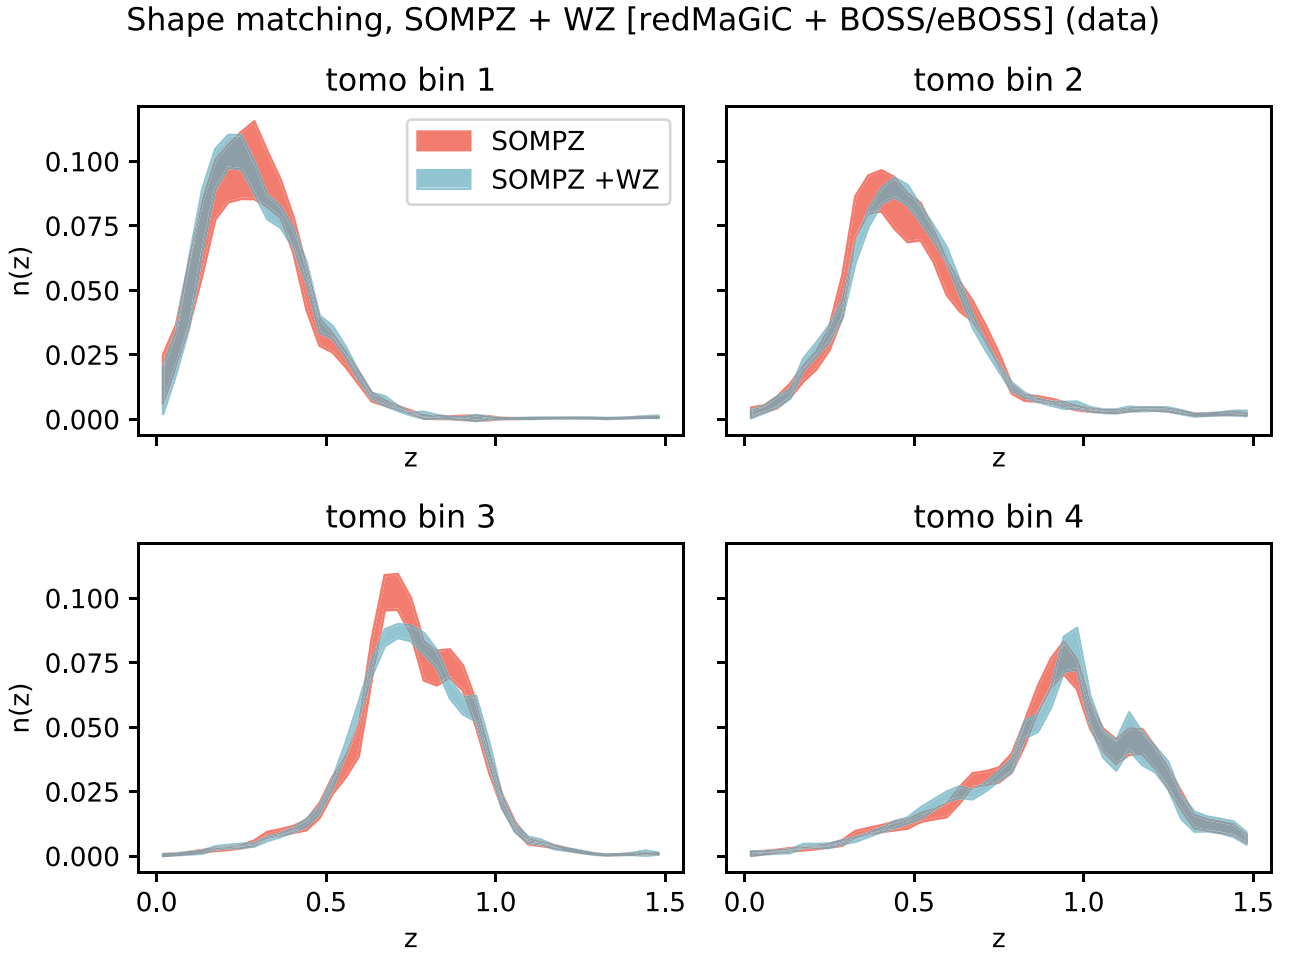 Shape matching, SOMPZ + WZ [redMaGiC + BOSS/eBOSS] (data)
tomo bin 1
tomo bin 2
SOMPZ
SOMPZ +WZ
0.100
0.075
0.050
0.025
0.000
n(z)
z
z
tomo bin 3
tomo bin 4
0.100
0.075
0.050
0.025
0.000
n(z)
0.0 0.5 1.0 1.5
0.0 0.5 1.0 1.5
z
z